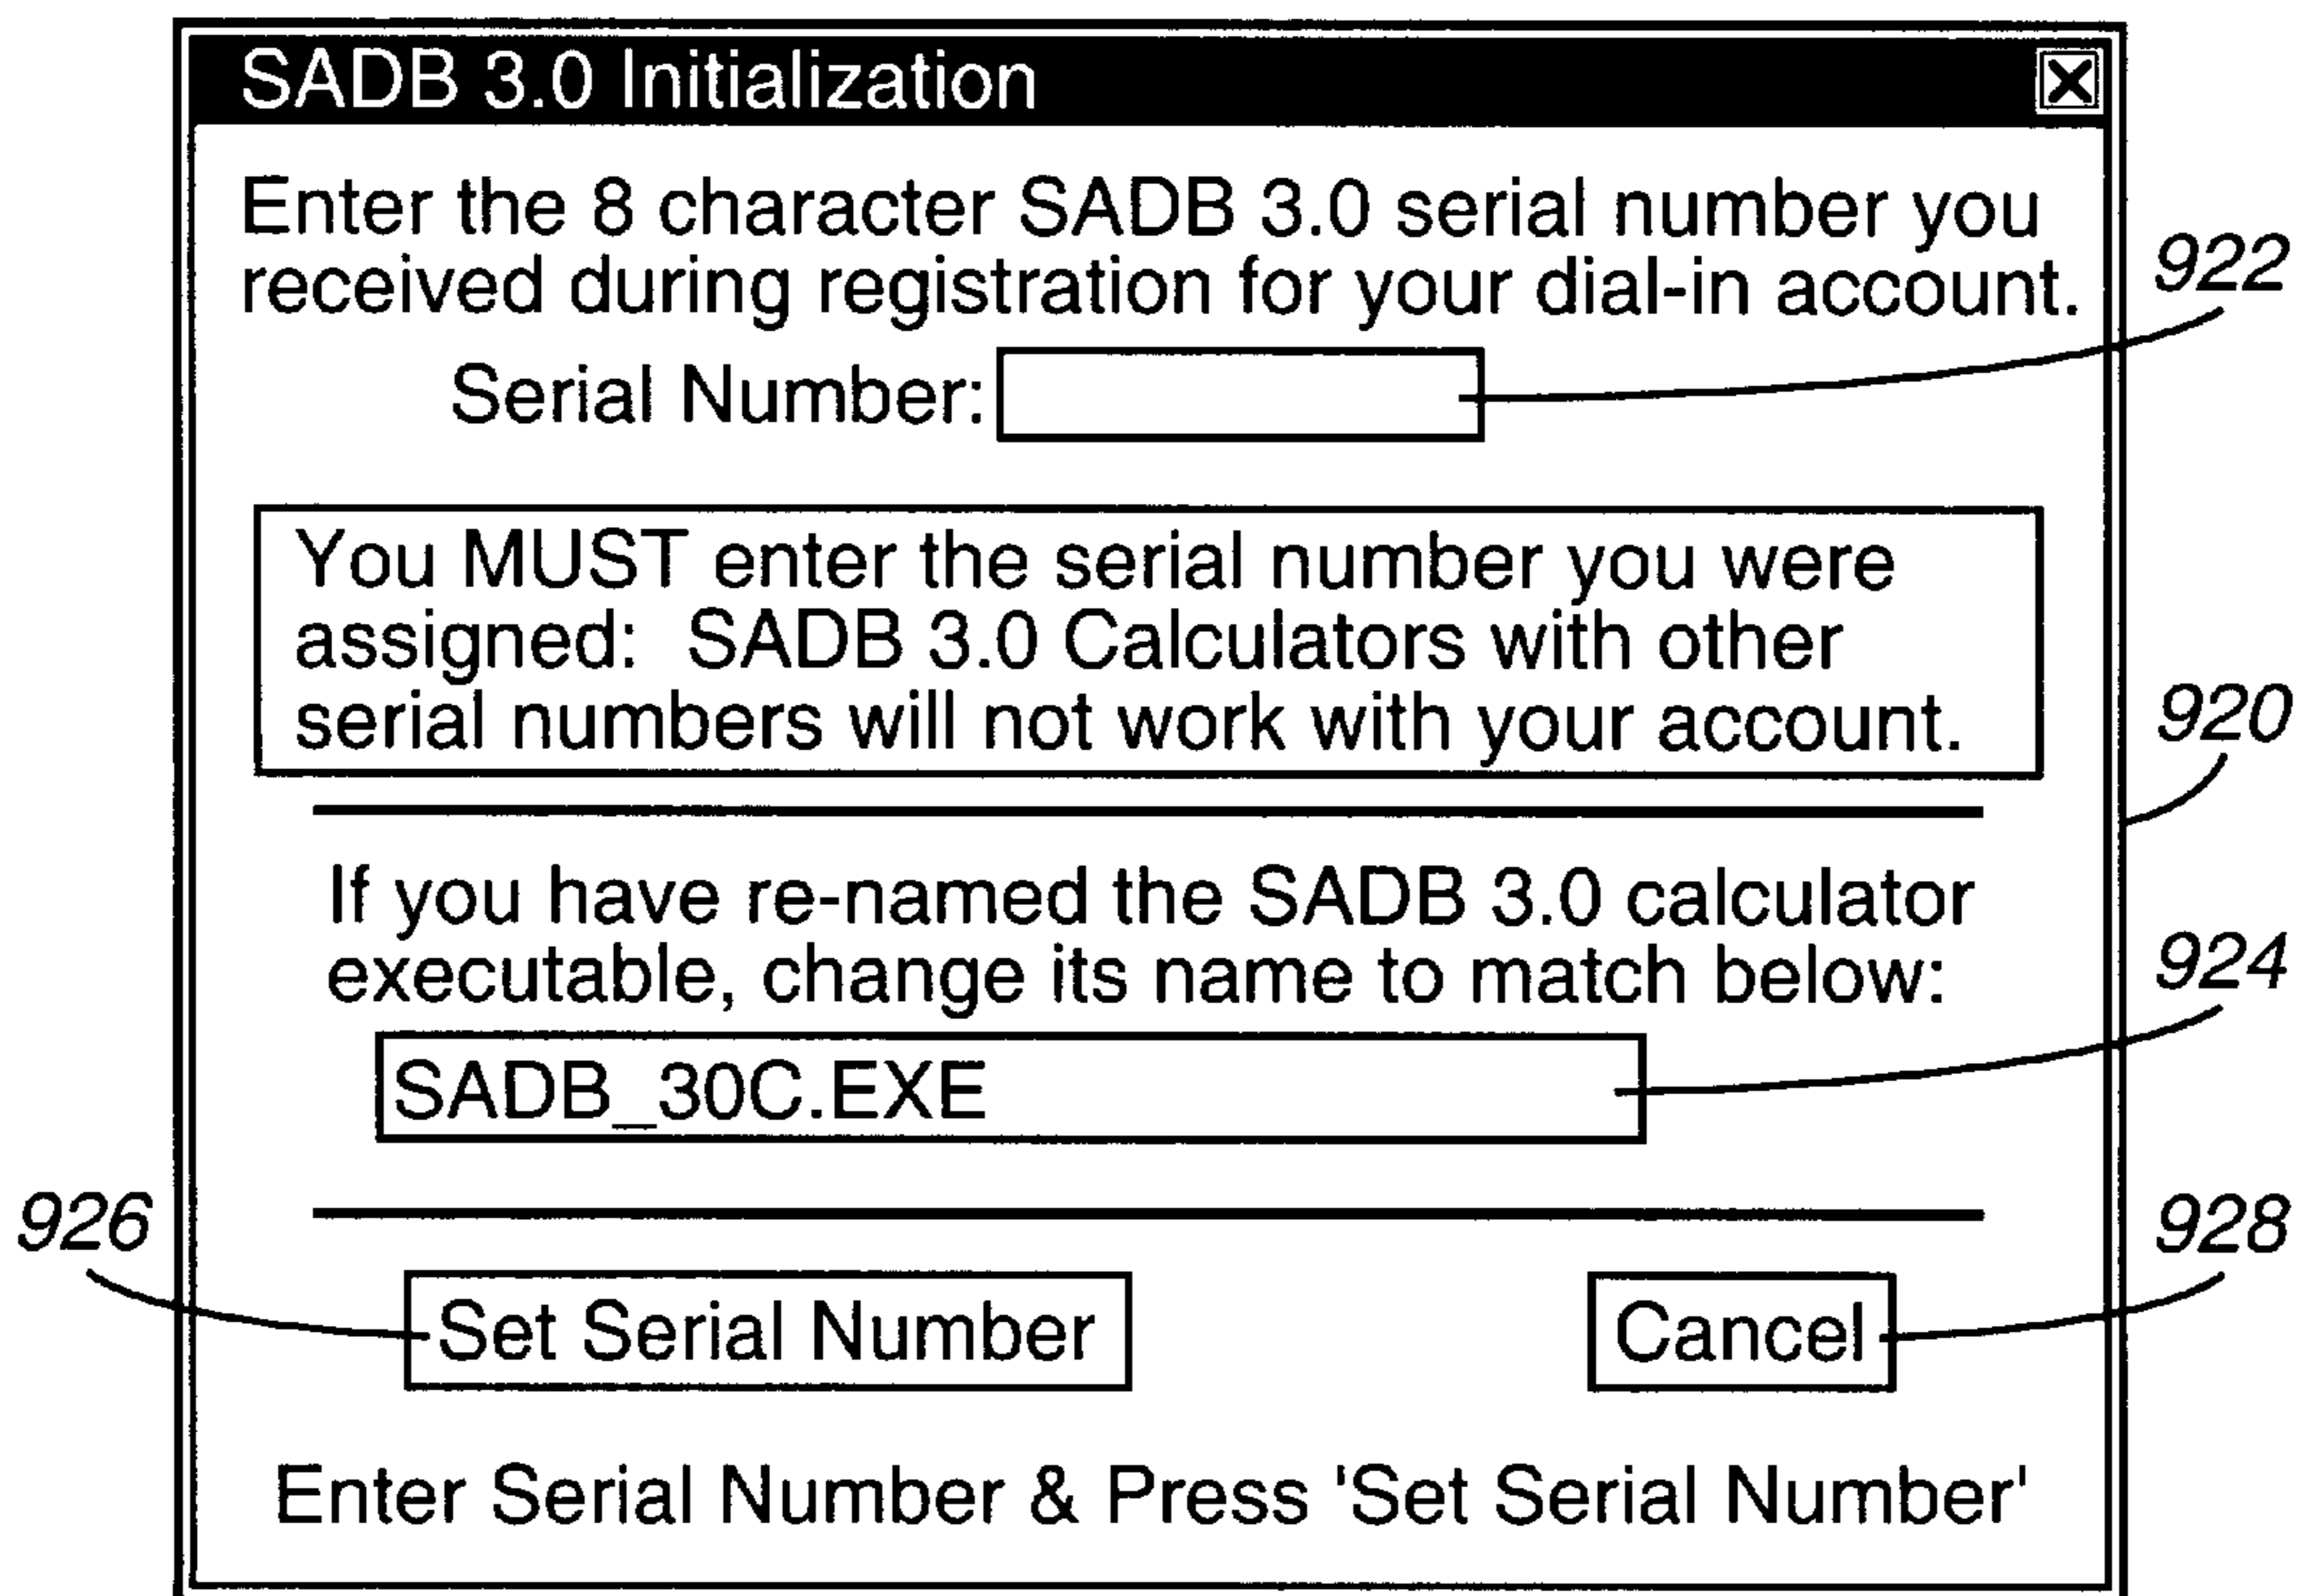 SADB 3.0 Initialization
Enter the 8 character SADB 3.0 serial number you
received during registration for your dial-in account.
922
Serial Number:
You MUST enter the serial number you were
assigned: SADB 3.0 Calculators with other
serial numbers will not work with your account.
920
If you have re-named the SADB 3.0 calculator
executable, change its name to match below:
924
SADB_30C.EXE
926
928
Set Serial Number
Cancel
Enter Serial Number & Press 'Set Serial Number'